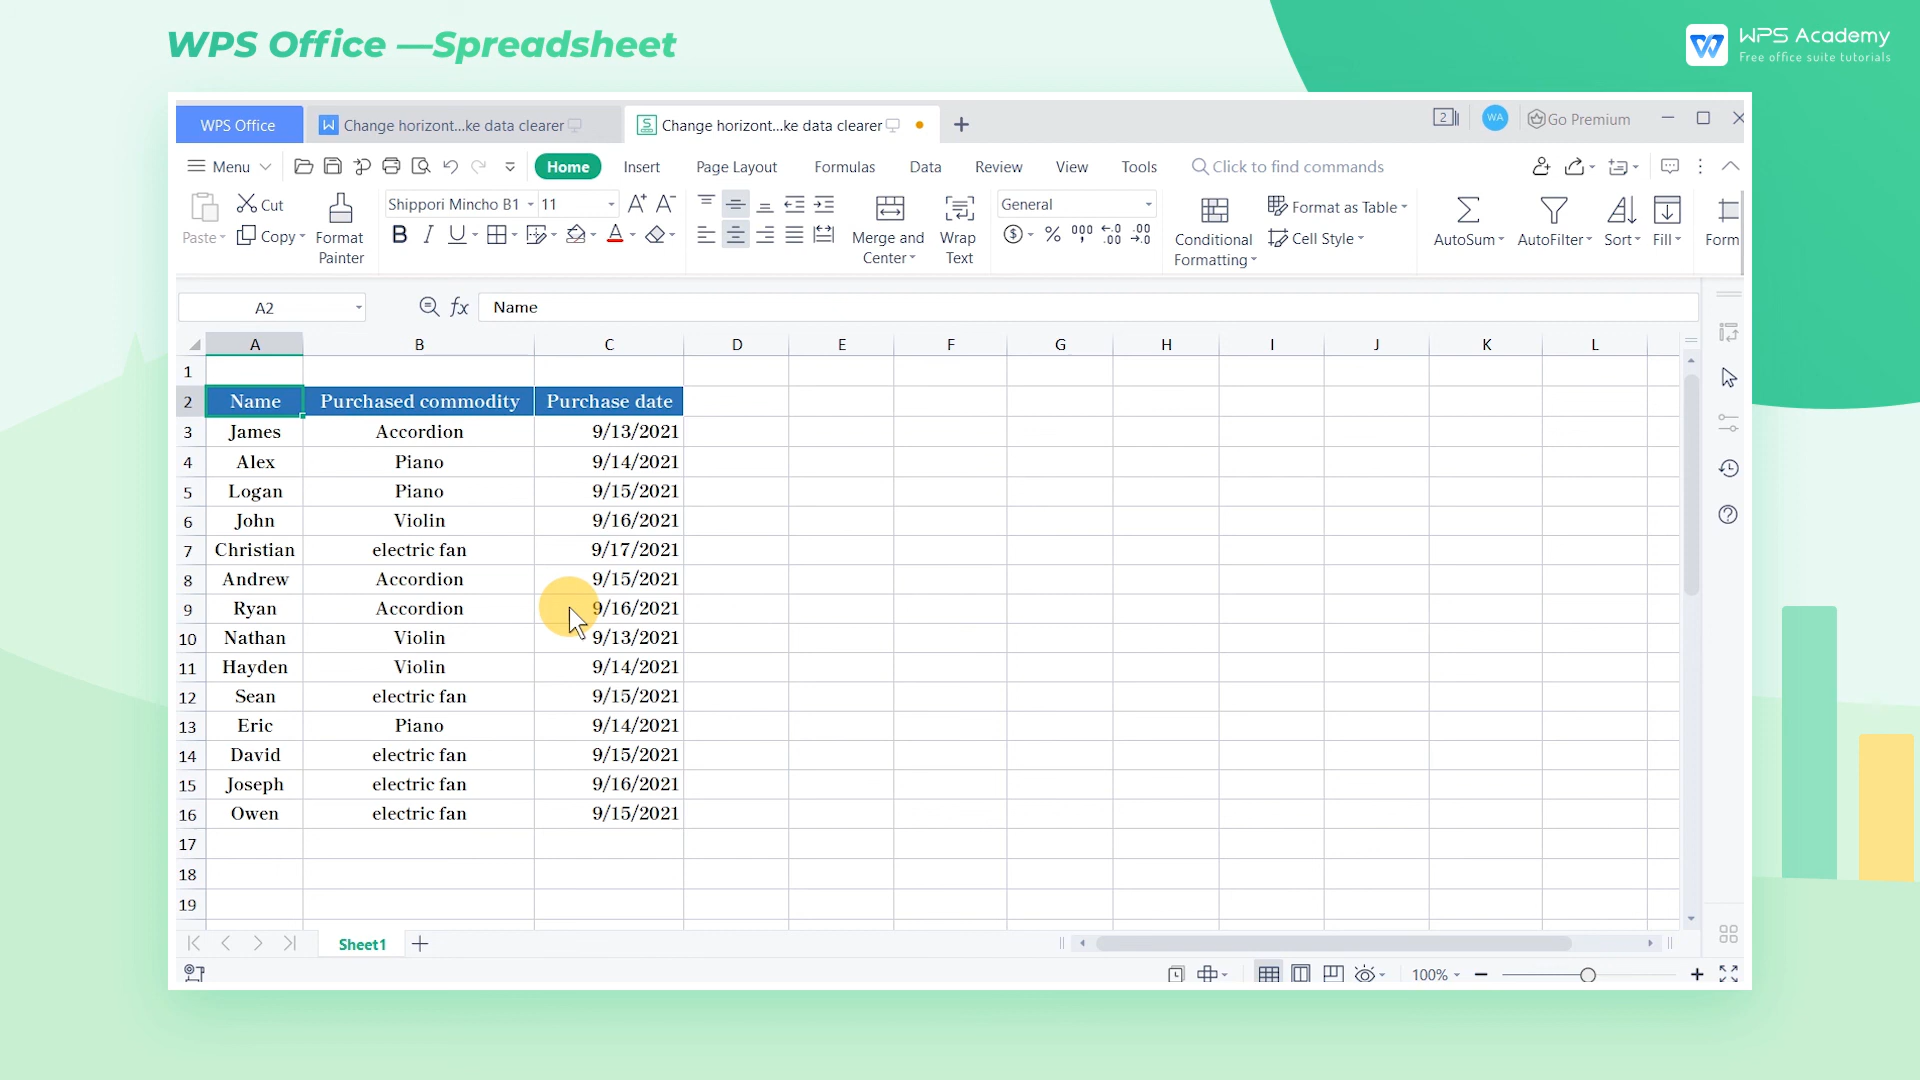 WPS Office —Spreadsheet
WPS Academy
Free office suite tutorials
WPS Office
W Change horizont...ke data clearer
S Change horizont...ke data clearer
2
WA
Go Premium
Menu
Home
Insert
Page Layout
Formulas
Data
Review
View
Tools
Click to find commands
Paste
Cut
Copy
Format Painter
Shippori Mincho B1
11
A+ A-
B I U A
Merge and Center
Wrap Text
General
Conditional Formatting
Format as Table
Cell Style
AutoSum
AutoFilter
Sort
Fill
Form
A2
fx
Name
A B C D E F G H I J K L
1
2 Name Purchased commodity Purchase date
3 James Accordion 9/13/2021
4 Alex Piano 9/14/2021
5 Logan Piano 9/15/2021
6 John Violin 9/16/2021
7 Christian electric fan 9/17/2021
8 Andrew Accordion 9/15/2021
9 Ryan Accordion 9/16/2021
10 Nathan Violin 9/13/2021
11 Hayden Violin 9/14/2021
12 Sean electric fan 9/15/2021
13 Eric Piano 9/14/2021
14 David electric fan 9/15/2021
15 Joseph electric fan 9/16/2021
16 Owen electric fan 9/15/2021
17
18
19
Sheet1
100%